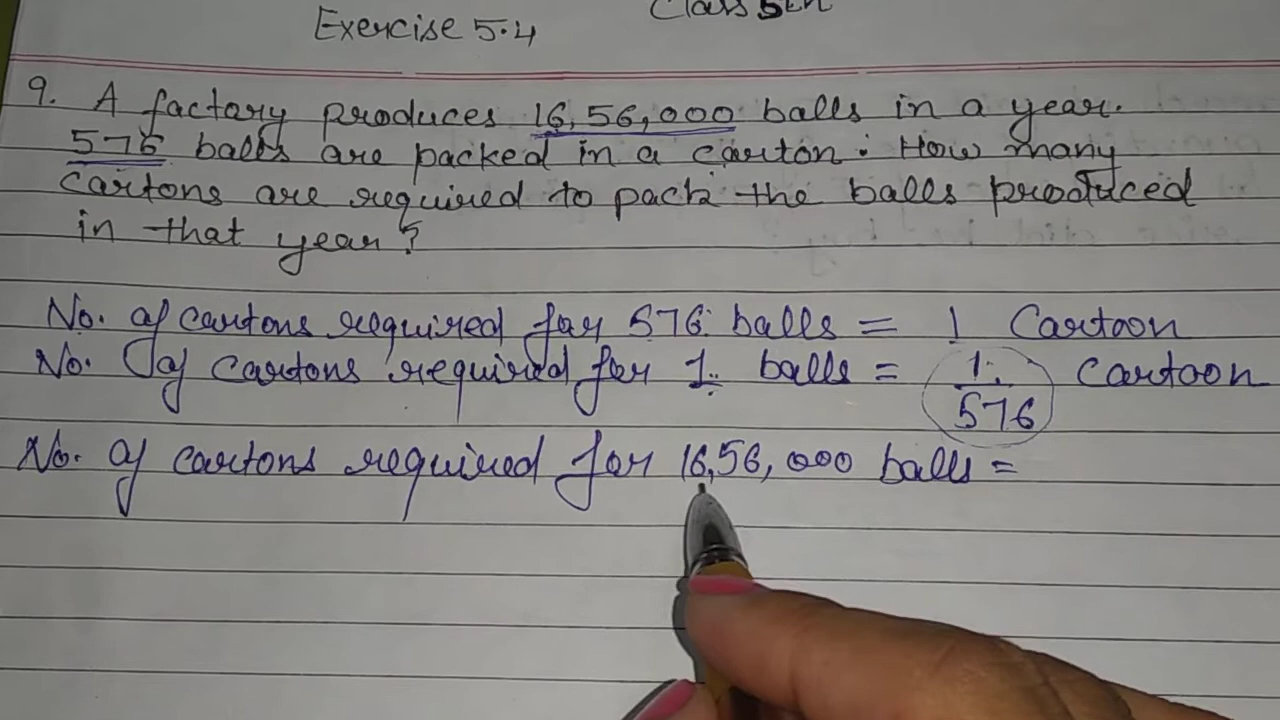 Class 5th
Exercise 5.4
9. A factory produces 16,56,000 balls in a year.
576 balls are packed in a carton. How many
cartons are required to pack the balls produced
in that year?
No. of cartons required for 576 balls = 1 Cartoon
No. of cartons required for 1 balls = 1/576 Cartoon
No. of cartons required for 16,56,000 balls =